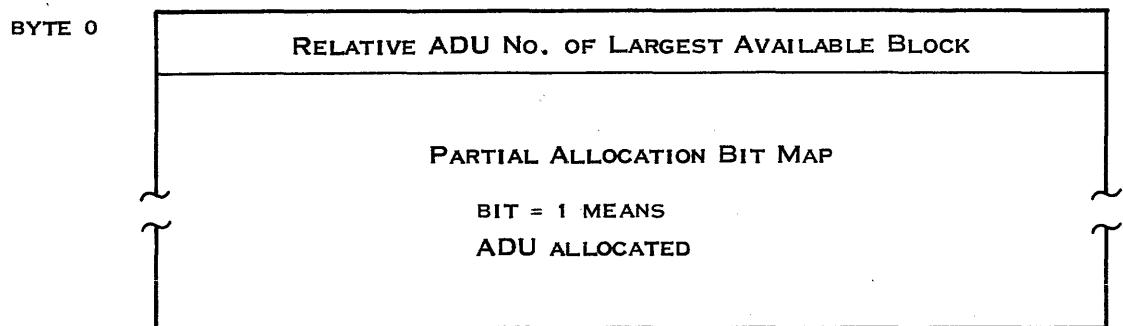 BYTE 0
RELATIVE ADU NO. OF LARGEST AVAILABLE BLOCK
PARTIAL ALLOCATION BIT MAP
BIT = 1 MEANS
ADU ALLOCATED